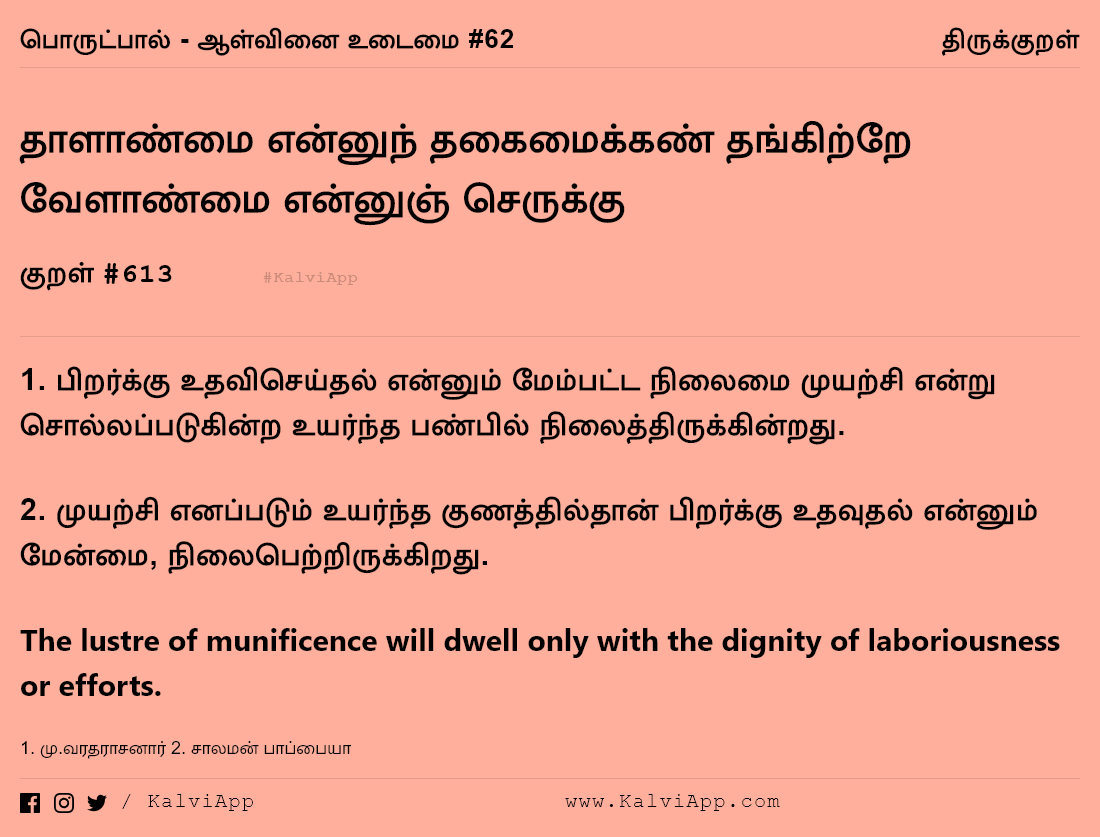 பொருட்பால் - ஆள்வினை உடைமை #62 திருக்குறள்
தாளாண்மை என்னுந் தகைமைக்கண் தங்கிற்றே
வேளாண்மை என்னுஞ் செருக்கு
குறள் #613 #KalviApp
1. பிறர்க்கு உதவிசெய்தல் என்னும் மேம்பட்ட நிலைமை முயற்சி என்று
சொல்லப்படுகின்ற உயர்ந்த பண்பில் நிலைத்திருக்கின்றது.
2. முயற்சி எனப்படும் உயர்ந்த குணத்தில்தான் பிறர்க்கு உதவுதல் என்னும்
மேன்மை, நிலைபெற்றிருக்கிறது.
The lustre of munificence will dwell only with the dignity of laboriousness
or efforts.
1. மு.வரதராசனார் 2. சாலமன் பாப்பையா
/ KalviApp www.KalviApp.com